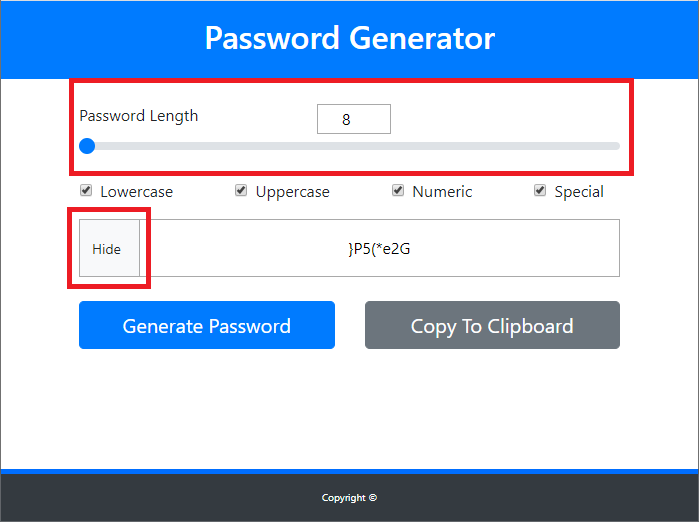 Password Generator
Password Length 8
Lowercase Uppercase Numeric Special
Hide }P5(*e2G
Generate Password Copy To Clipboard
Copyright ©